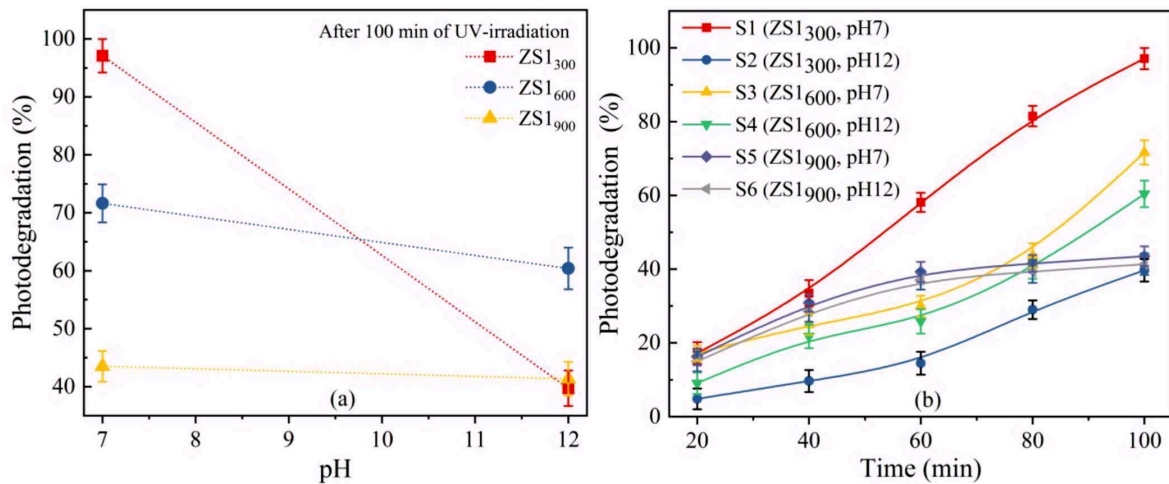 After 100 min of UV-irradiation
ZS1300
ZS1600
ZS1900
100
90
80
70
60
50
40
Photodegradation (%)
(a)
7
8
9
10
11
12
pH
S1 (ZS1300, pH7)
S2 (ZS1300, pH12)
S3 (ZS1600, pH7)
S4 (ZS1600, pH12)
S5 (ZS1900, pH7)
S6 (ZS1900, pH12)
100
80
60
40
20
0
Photodegradation (%)
(b)
20
40
60
80
100
Time (min)